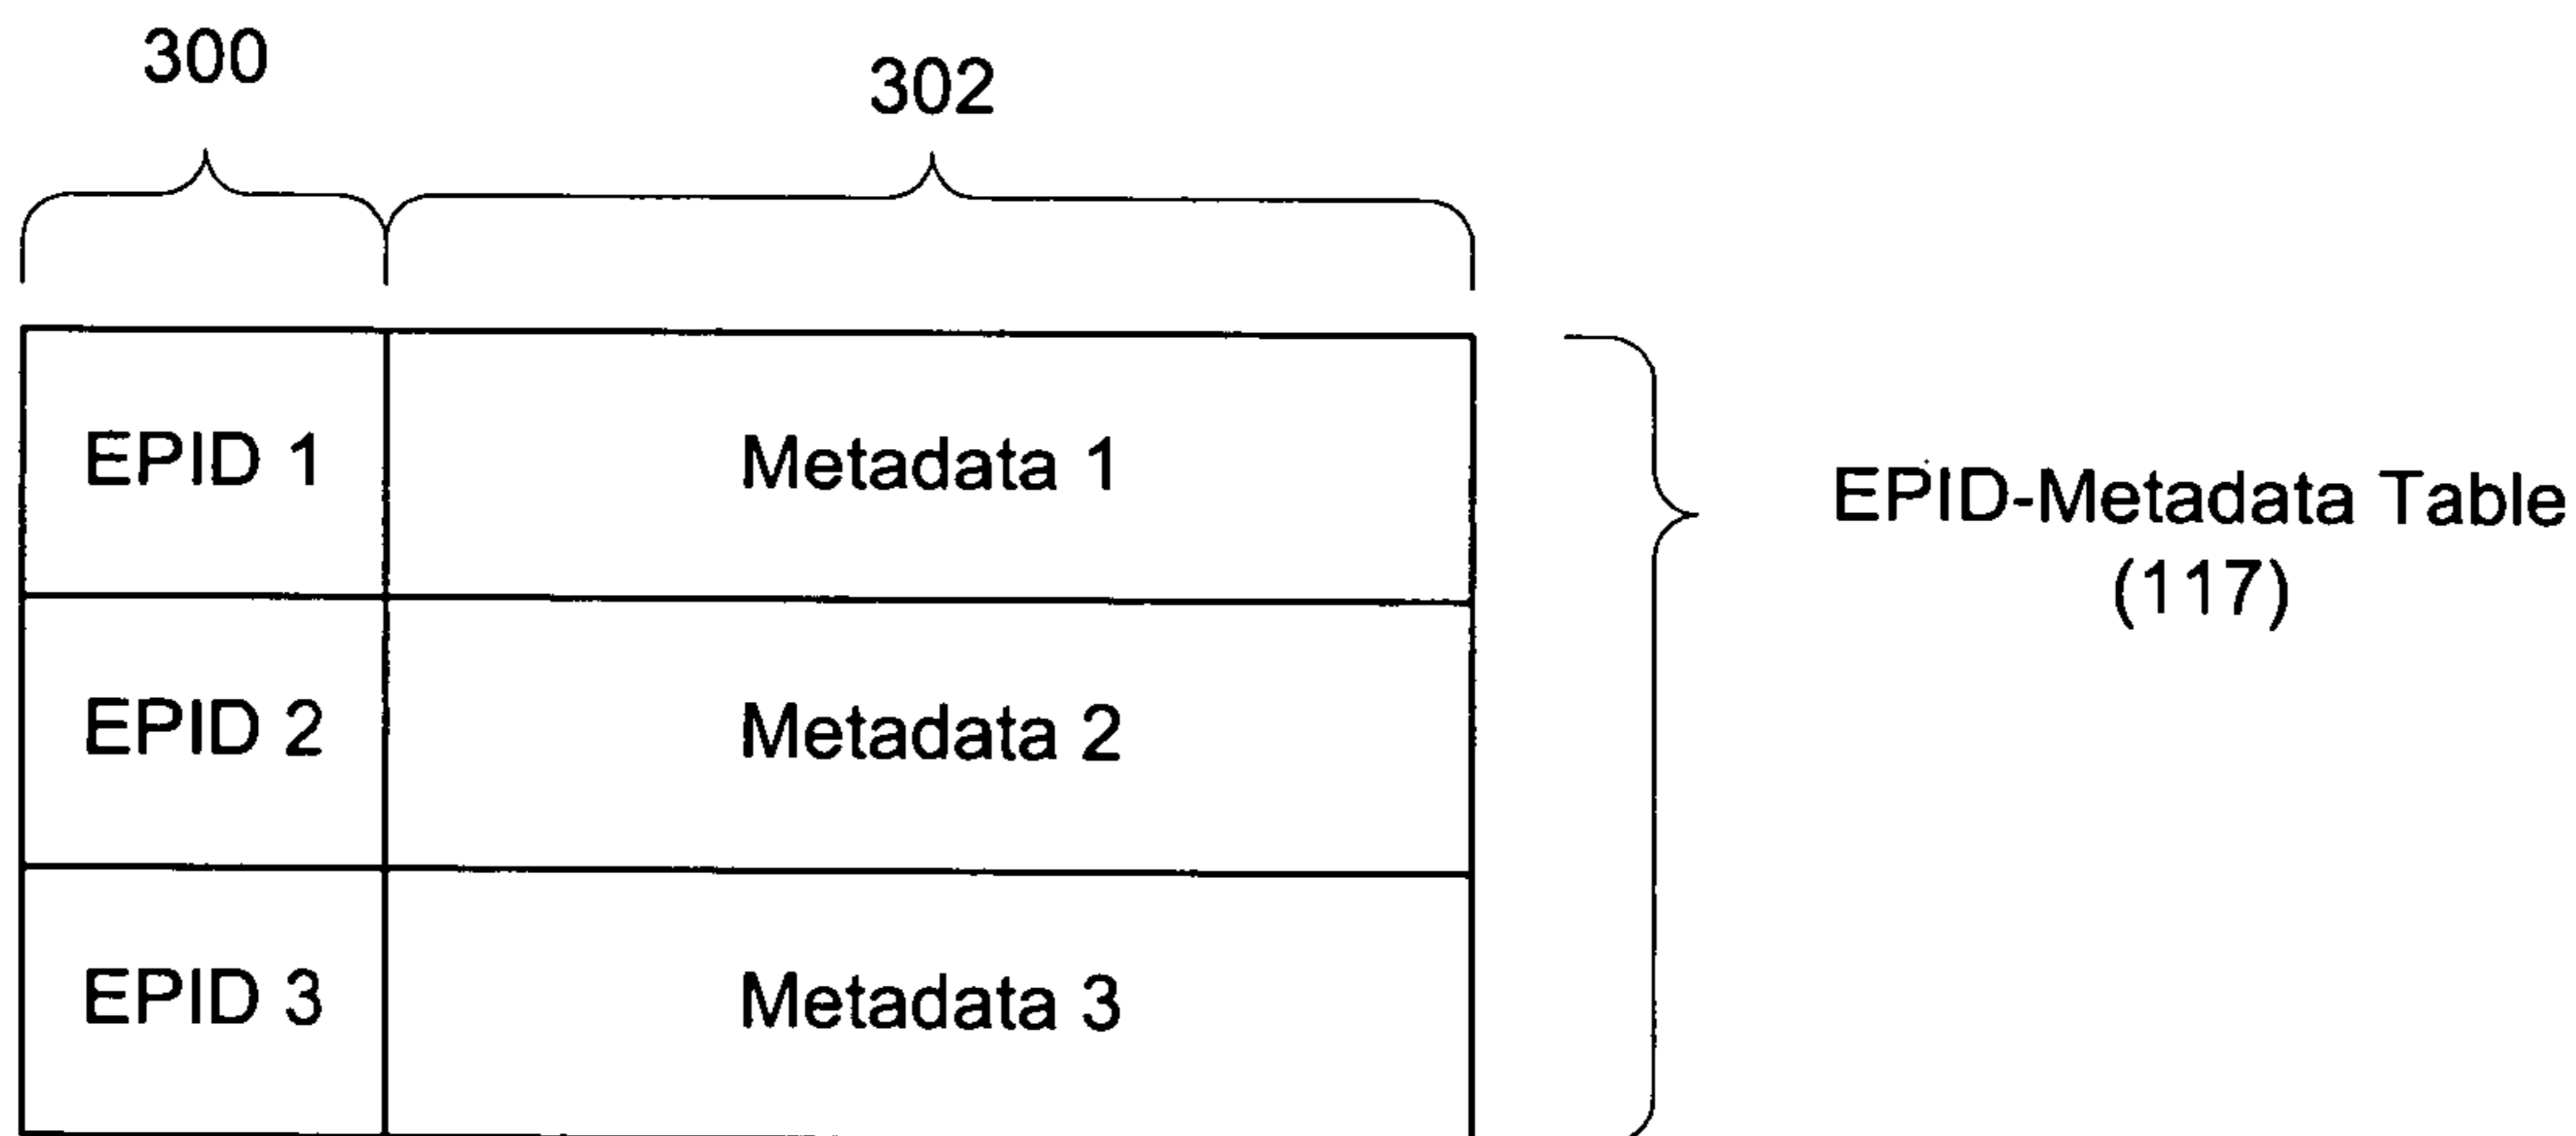 300
302
EPID 1
Metadata 1
EPID-Metadata Table
(117)
EPID 2
Metadata 2
EPID 3
Metadata 3